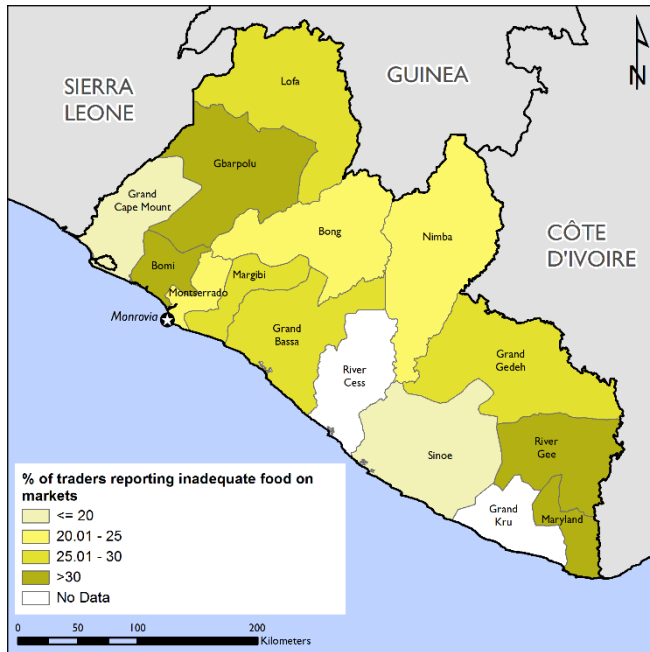 N
SIERRA
LEONE
GUINEA
Lofa
Gbarpolu
Grand
Cape Mount
Bong
Nimba
CÔTE
D'IVOIRE
Bomi
Margibi
Montserrado
Monrovia
Grand
Bassa
River
Cess
Grand
Gedeh
Sinoe
River
Gee
Grand
Kru
Maryland
% of traders reporting inadequate food on
markets
<= 20
20.01 - 25
25.01 - 30
>30
No Data
0 50 100 200
Kilometers